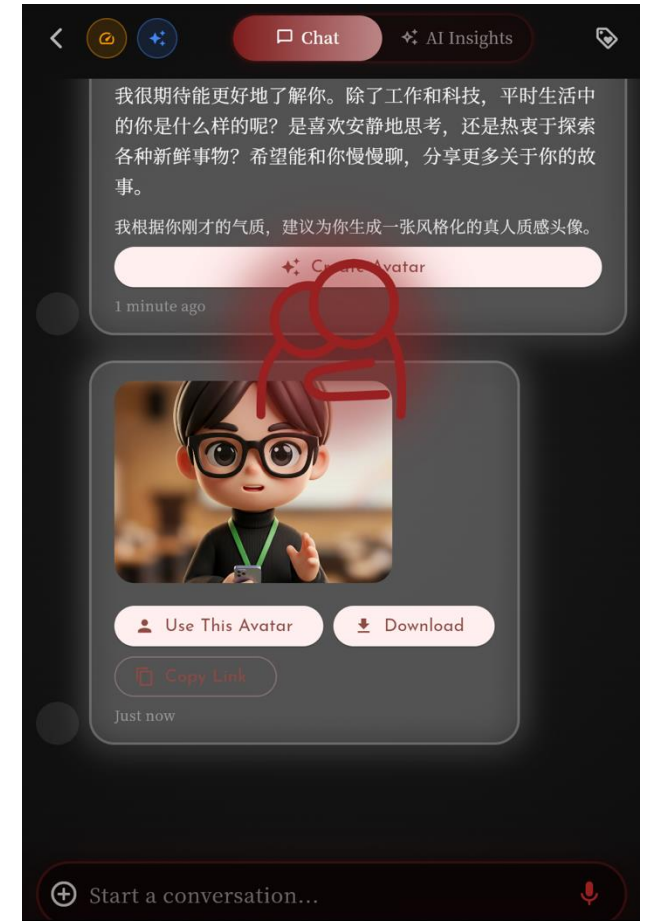 Chat
AI Insights
我很期待能更好地了解你。除了工作和科技，平时生活中
的你是什么样的呢？是喜欢安静地思考，还是热衷于探索
各种新鲜事物？希望能和你慢慢聊，分享更多关于你的故
事。
我根据你刚才的气质，建议为你生成一张风格化的真人质感头像。
Create Avatar
1 minute ago
Use This Avatar
Download
Copy Link
Just now
Start a conversation...